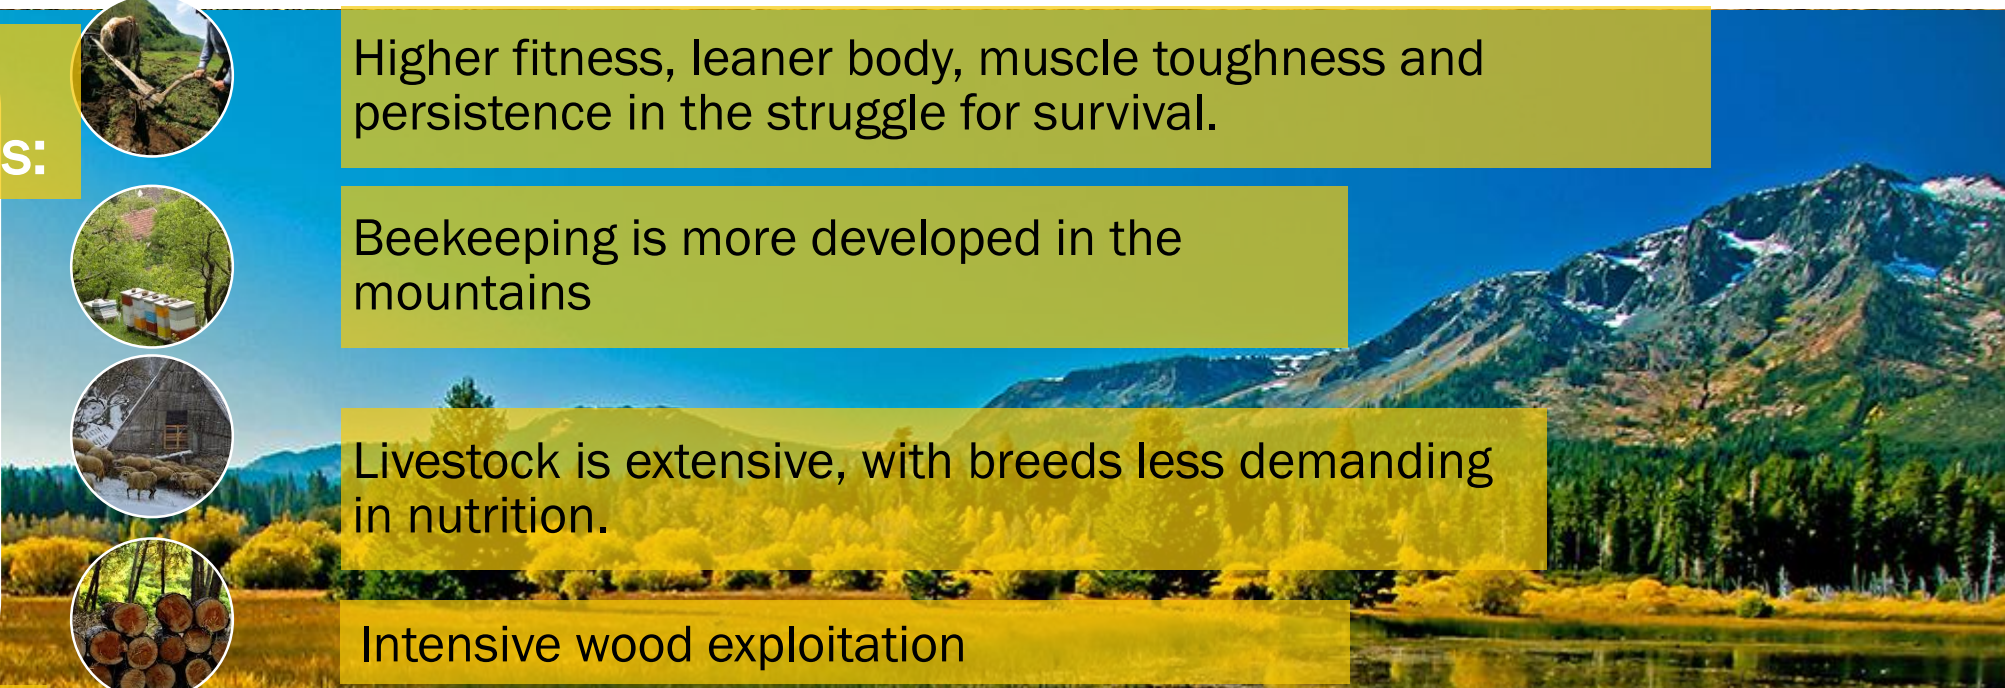 s:
Higher fitness, leaner body, muscle toughness and
persistence in the struggle for survival.
Beekeeping is more developed in the
mountains
Livestock is extensive, with breeds less demanding
in nutrition.
Intensive wood exploitation